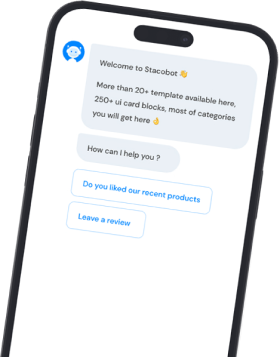 Welcome to Stacobot 👋
More than 20+ template available here,
250+ ui card blocks, most of categories
you will get here 👌
How can I help you ?
Do you liked our recent products
Leave a review